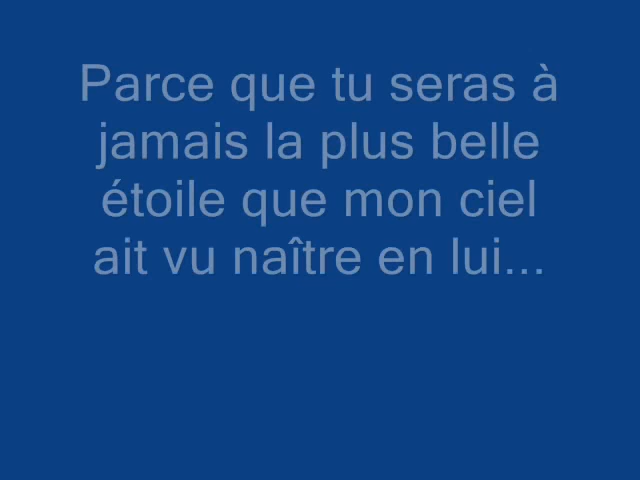 Parce que tu seras à
jamais la plus belle
étoile que mon ciel
ait vu naître en lui...